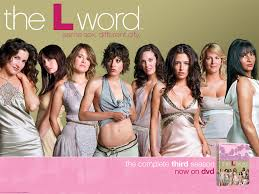 the L word
same sex. different city.
the complete third season
now on dvd